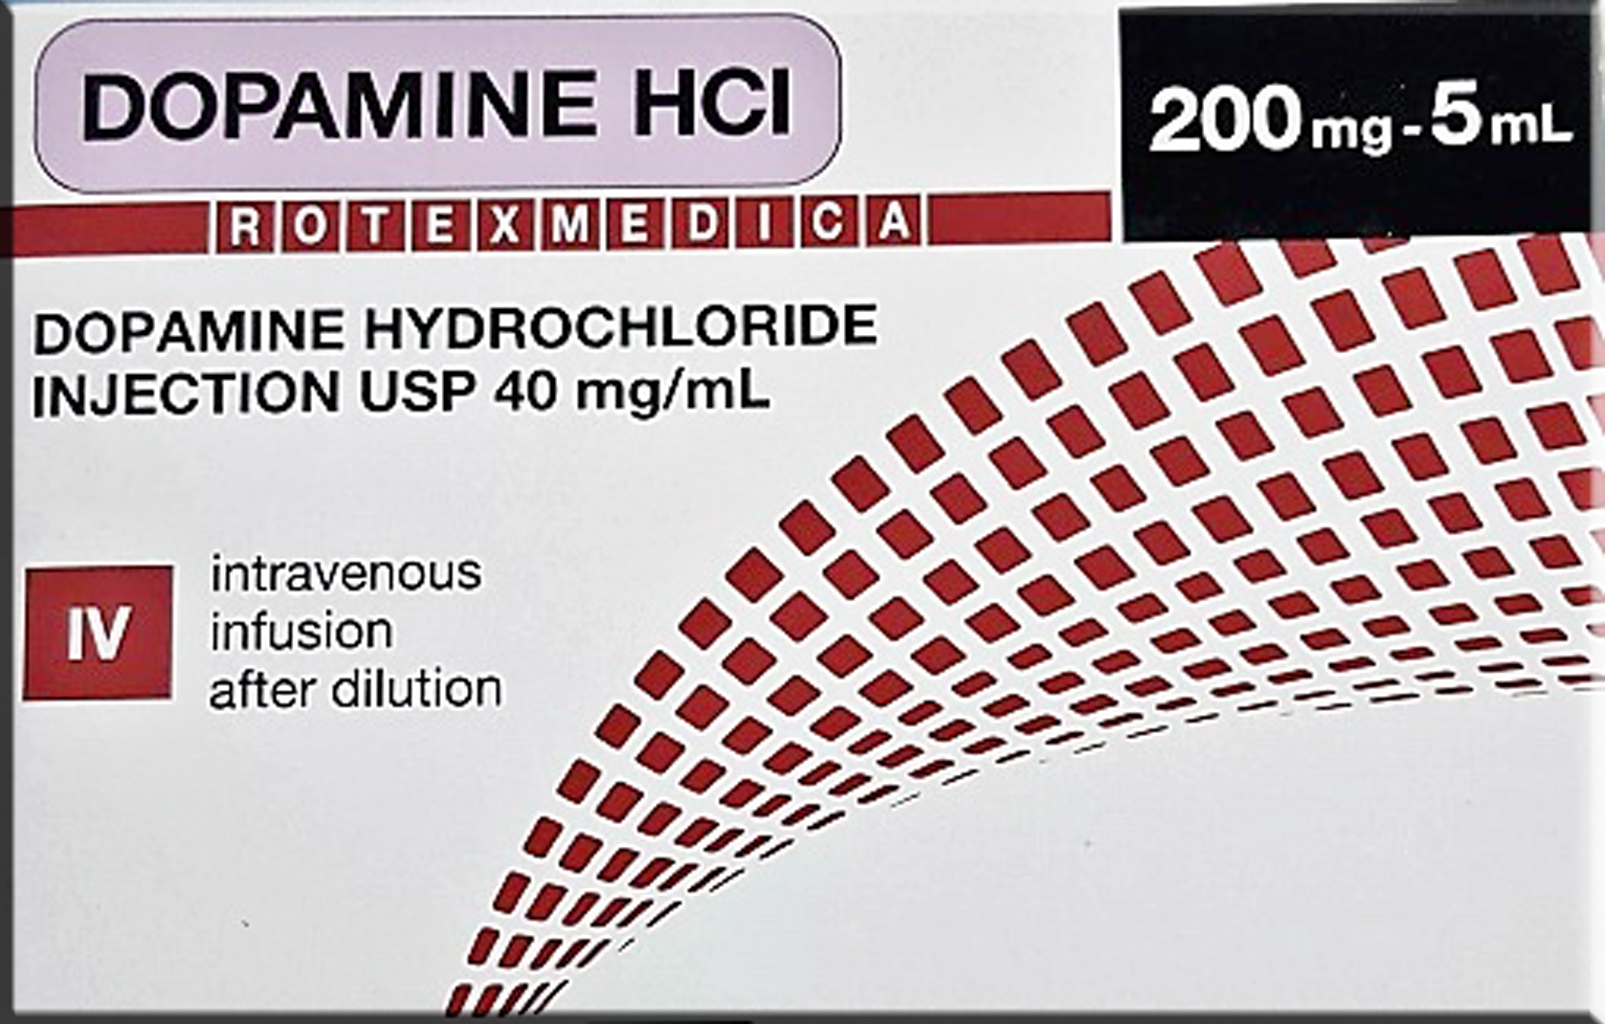 DOPAMINE HCl
200 mg - 5 mL
ROTEXMEDICA
DOPAMINE HYDROCHLORIDE
INJECTION USP 40 mg/mL
IV
intravenous
infusion
after dilution